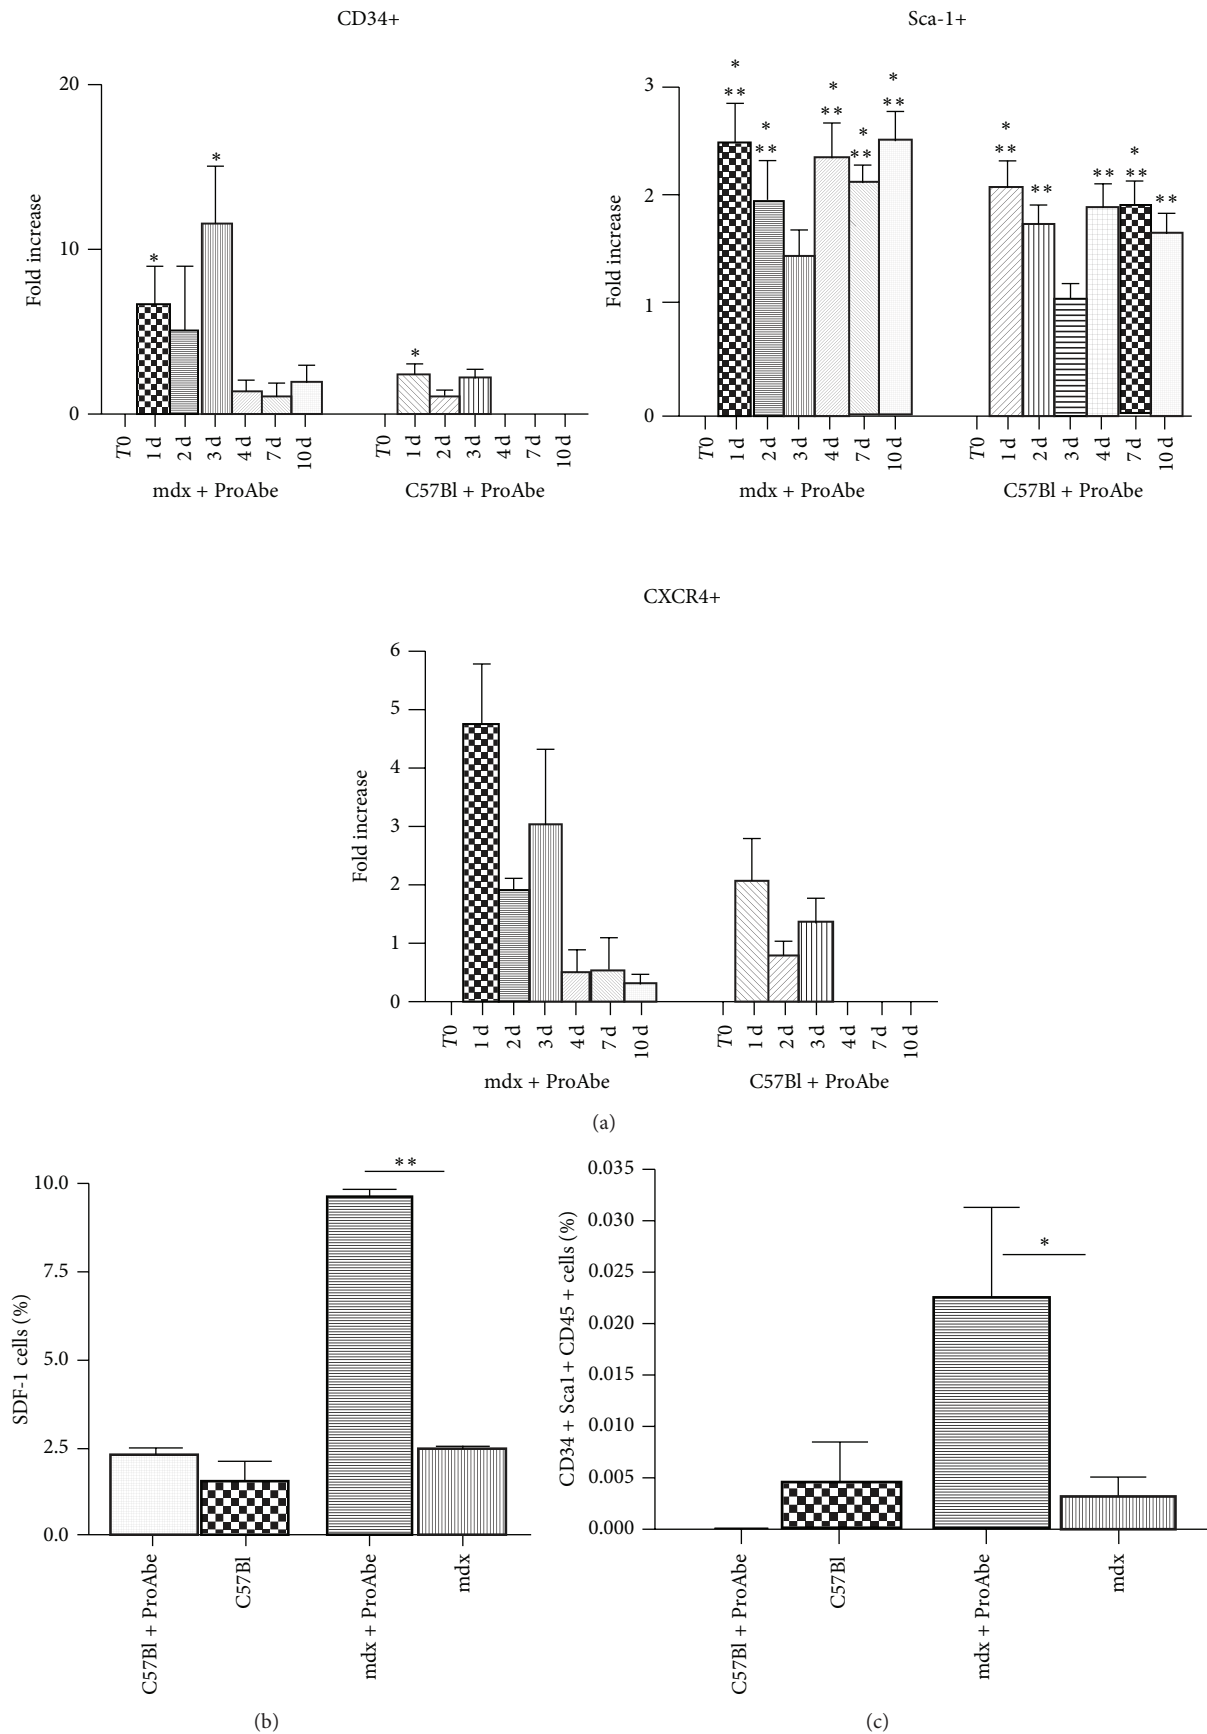 CD34+
20
10
0
Fold increase
*
*
*
T0 1 d 2 d 3 d 4 d 7 d 10 d T0 1 d 2 d 3 d 4 d 7 d 10 d
mdx + ProAbe C57Bl + ProAbe
Sca-1+
3
2
1
0
Fold increase
* * * * * * *
** ** ** ** ** ** ** ** ** **
T0 1 d 2 d 3 d 4 d 7 d 10 d T0 1 d 2 d 3 d 4 d 7 d 10 d
mdx + ProAbe C57Bl + ProAbe
CXCR4+
6
5
4
3
2
1
0
Fold increase
T0 1 d 2 d 3 d 4 d 7 d 10 d T0 1 d 2 d 3 d 4 d 7 d 10 d
mdx + ProAbe C57Bl + ProAbe
(a)
10.0
7.5
5.0
2.5
0.0
SDF-1 cells (%)
**
C57Bl + ProAbe
C57Bl
mdx + ProAbe
mdx
(b)
0.035
0.030
0.025
0.020
0.015
0.010
0.005
0.000
CD34 + Sca1 + CD45 + cells (%)
*
C57Bl + ProAbe
C57Bl
mdx + ProAbe
mdx
(c)